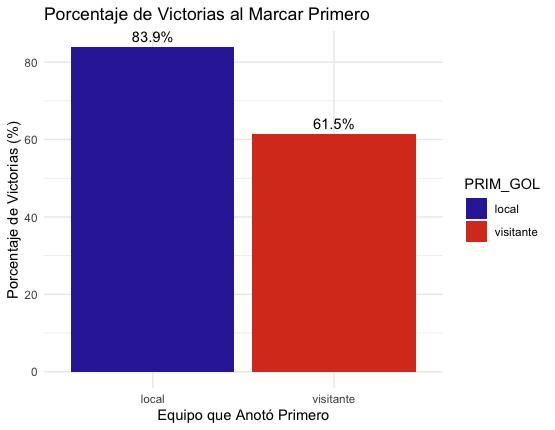 Porcentaje de Victorias al Marcar Primero
Porcentaje de Victorias (%)
80
60
40
20
0
83.9%
61.5%
local
visitante
Equipo que Anotó Primero
PRIM_GOL
local
visitante